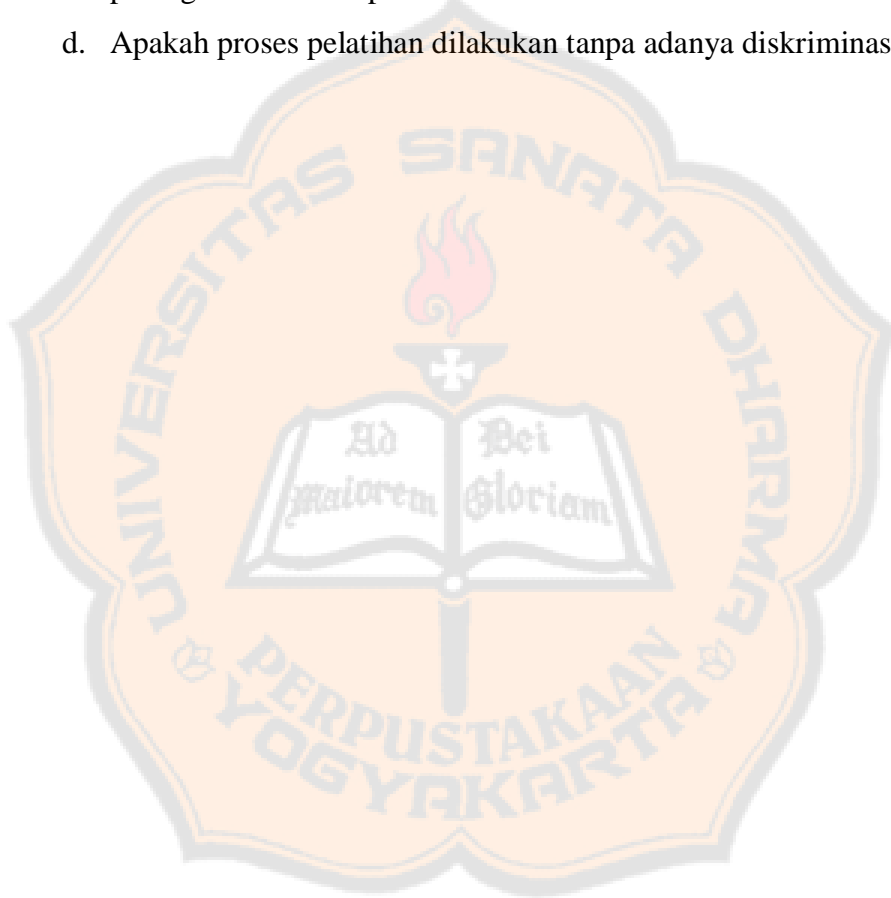 d. Apakah proses pelatihan dilakukan tanpa adanya diskriminas
UNIVERSITAS SANATA DHARMA
Ad Dei
Maiorem Gloriam
PERPUSTAKAAN
YOGYAKARTA